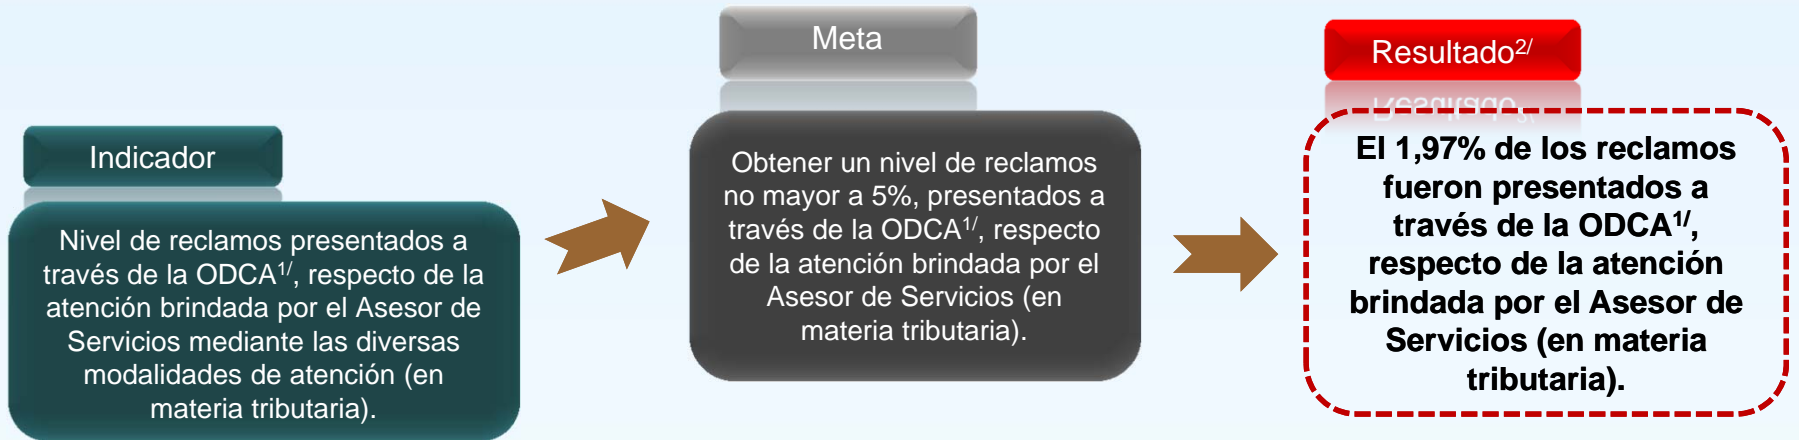 Indicador
Nivel de reclamos presentados a
través de la ODCA1/, respecto de la
atención brindada por el Asesor de
Servicios mediante las diversas
modalidades de atención (en
materia tributaria).
Meta
Obtener un nivel de reclamos
no mayor a 5%, presentados a
través de la ODCA1/, respecto
de la atención brindada por el
Asesor de Servicios (en
materia tributaria).
Resultado2/
El 1,97% de los reclamos
fueron presentados a
través de la ODCA1/,
respecto de la atención
brindada por el Asesor de
Servicios (en materia
tributaria).